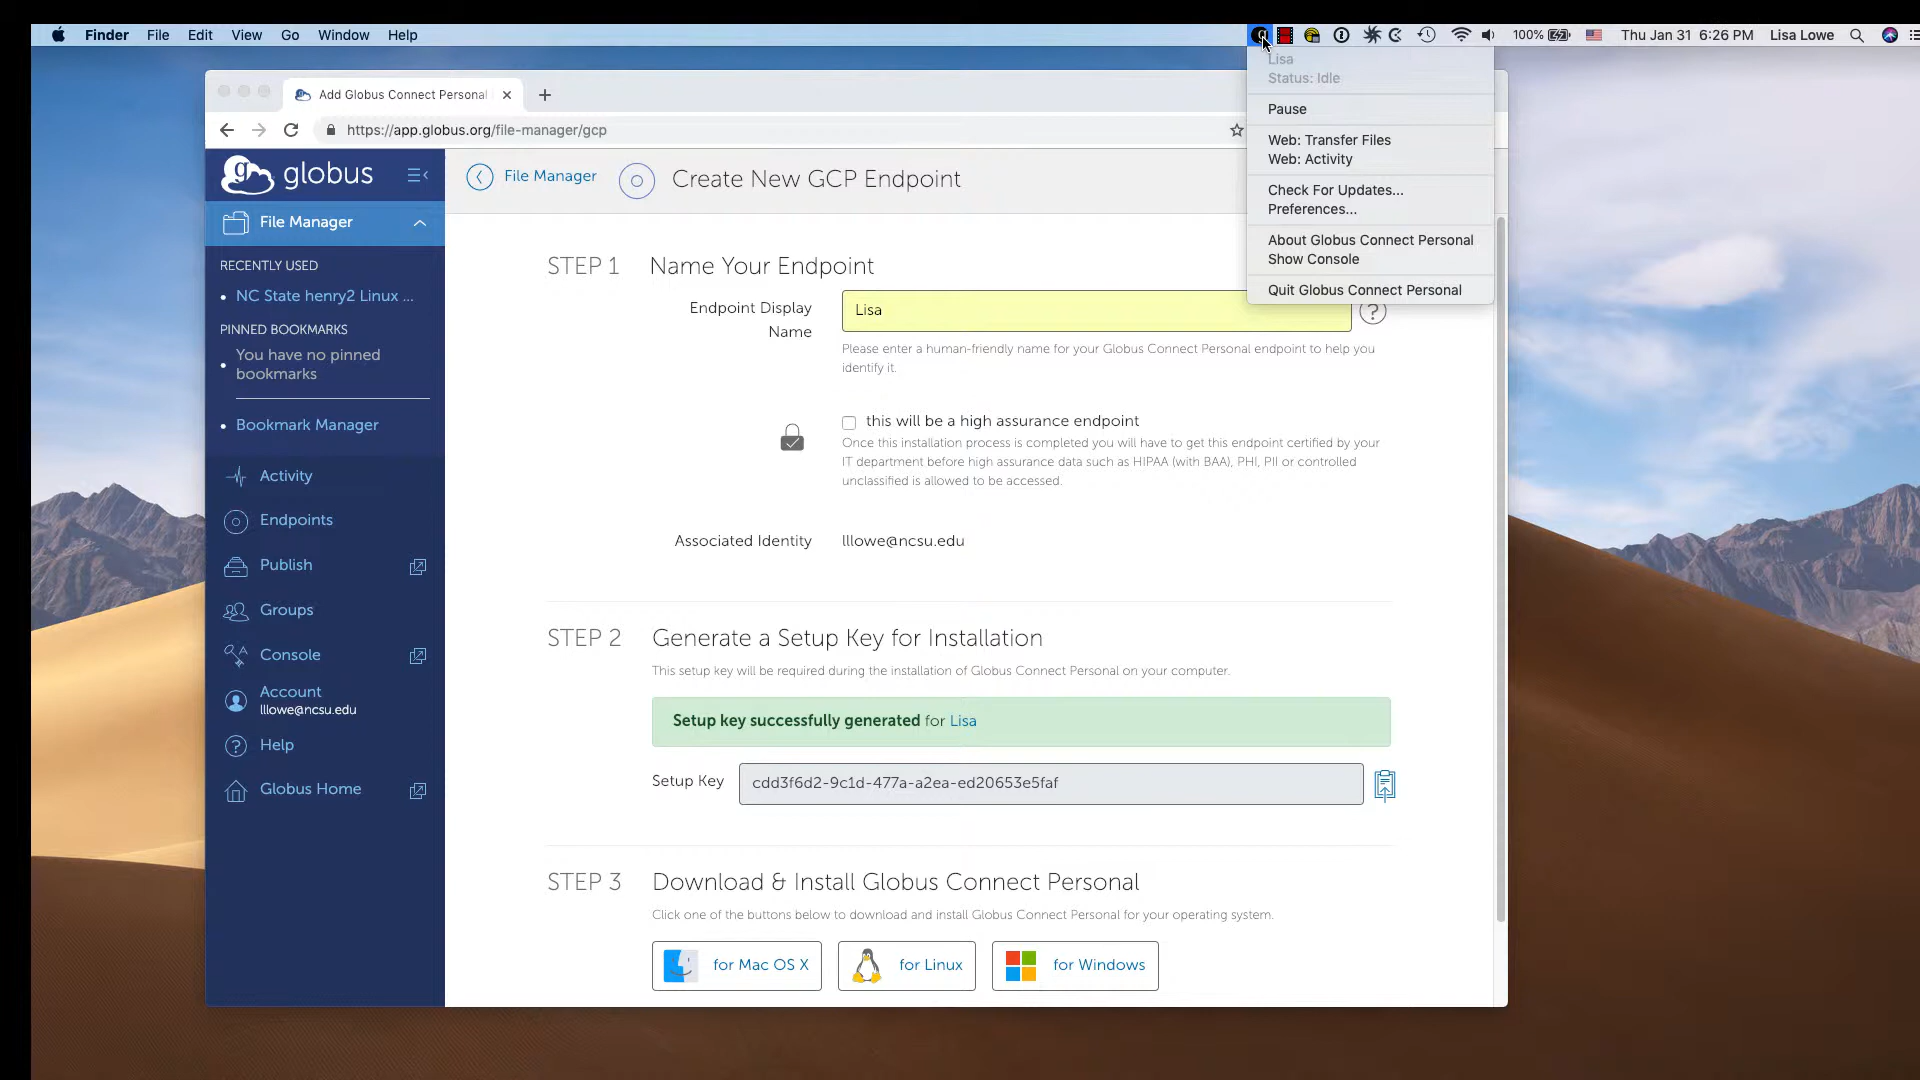 Finder File Edit View Go Window Help
100% Thu Jan 31 6:26 PM Lisa Lowe
Lisa
Status: Idle
Pause
Web: Transfer Files
Web: Activity
Check For Updates...
Preferences...
About Globus Connect Personal
Show Console
Quit Globus Connect Personal
Add Globus Connect Personal
https://app.globus.org/file-manager/gcp
globus
File Manager
RECENTLY USED
NC State henry2 Linux ...
PINNED BOOKMARKS
You have no pinned
bookmarks
Bookmark Manager
Activity
Endpoints
Publish
Groups
Console
Account
lllowe@ncsu.edu
Help
Globus Home
File Manager
Create New GCP Endpoint
STEP 1 Name Your Endpoint
Endpoint Display
Name
Lisa
Please enter a human-friendly name for your Globus Connect Personal endpoint to help you
identify it.
this will be a high assurance endpoint
Once this installation process is completed you will have to get this endpoint certified by your
IT department before high assurance data such as HIPAA (with BAA), PHI, PII or controlled
unclassified is allowed to be accessed.
Associated Identity lllowe@ncsu.edu
STEP 2 Generate a Setup Key for Installation
This setup key will be required during the installation of Globus Connect Personal on your computer.
Setup key successfully generated for Lisa
Setup Key cdd3f6d2-9c1d-477a-a2ea-ed20653e5faf
STEP 3 Download & Install Globus Connect Personal
Click one of the buttons below to download and install Globus Connect Personal for your operating system.
for Mac OS X for Linux for Windows